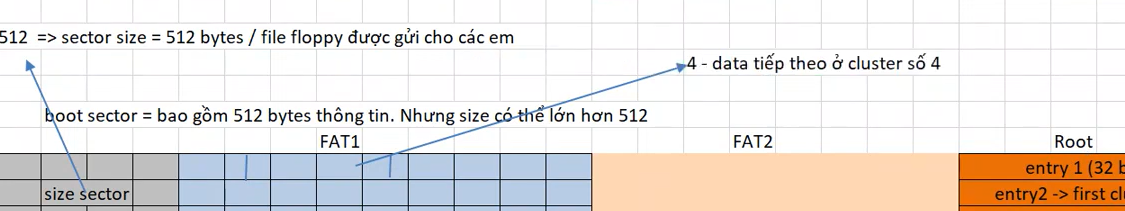 512 => sector size = 512 bytes / file floppy được gửi cho các em
4 - data tiếp theo ở cluster số 4
boot sector = bao gồm 512 bytes thông tin. Nhưng size có thể lớn hơn 512
FAT1 FAT2 Root
entry 1 (32 b
size sector entry2 -> first clu